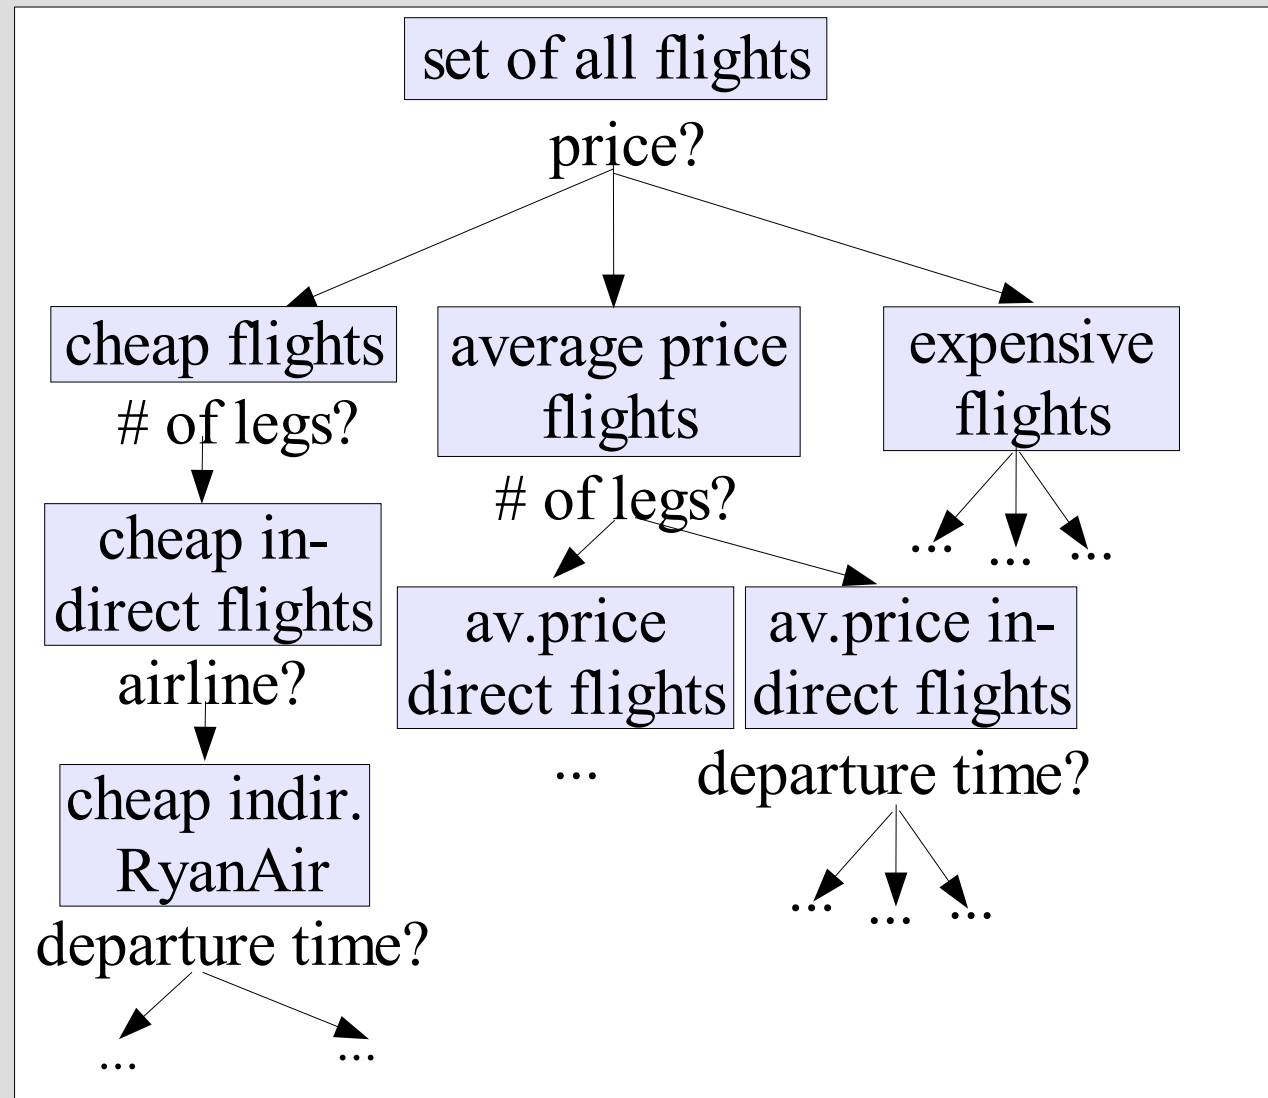 set of all flights
price?
cheap flights
average price
flights
expensive
flights
# of legs?
# of legs?
... ... ...
cheap in-
direct flights
av.price
direct flights
av.price in-
direct flights
airline?
...
departure time?
cheap indir.
RyanAir
... ... ...
departure time?
... ...